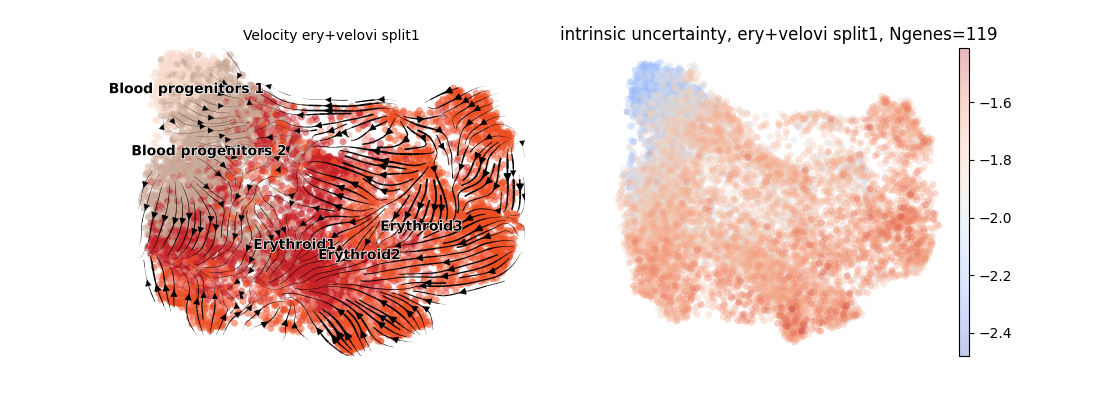 Velocity ery+velovi split1
Blood progenitors 1
Blood progenitors 2
Erythroid3
Erythroid1
Erythroid2
intrinsic uncertainty, ery+velovi split1, Ngenes=119
−1.6
−1.8
−2.0
−2.2
−2.4